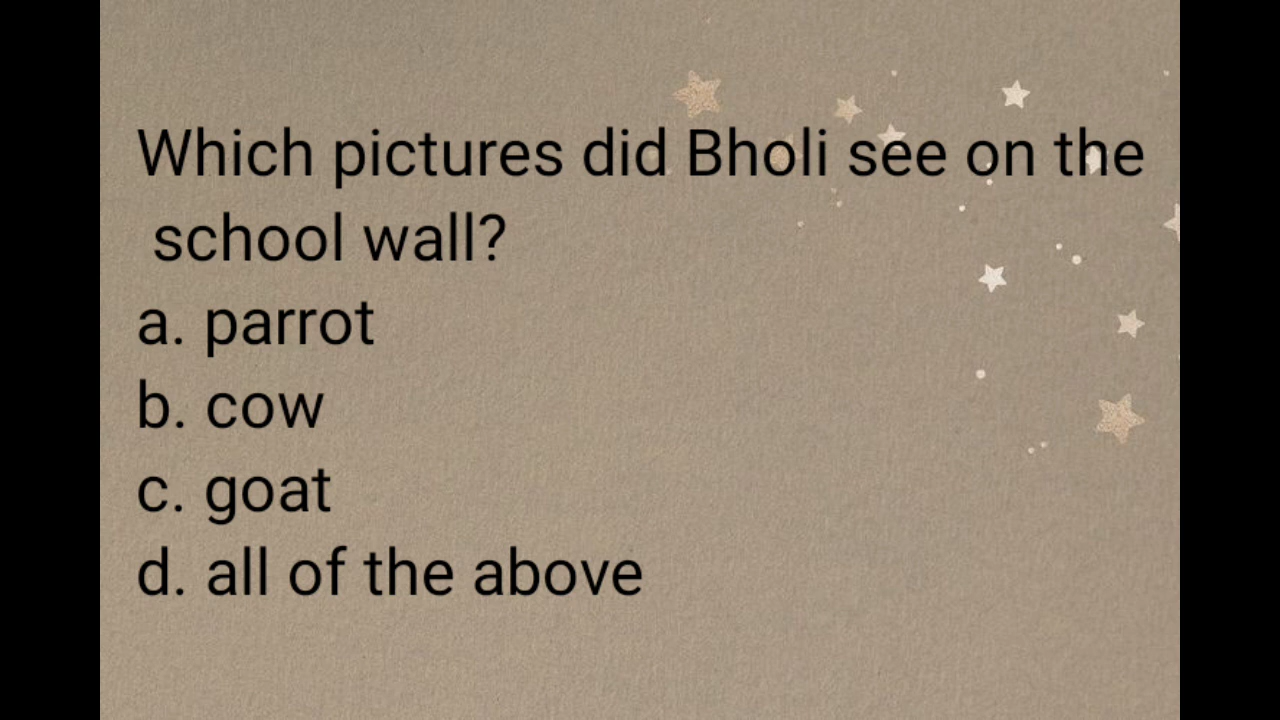 Which pictures did Bholi see on the
school wall?
a. parrot
b. cow
c. goat
d. all of the above